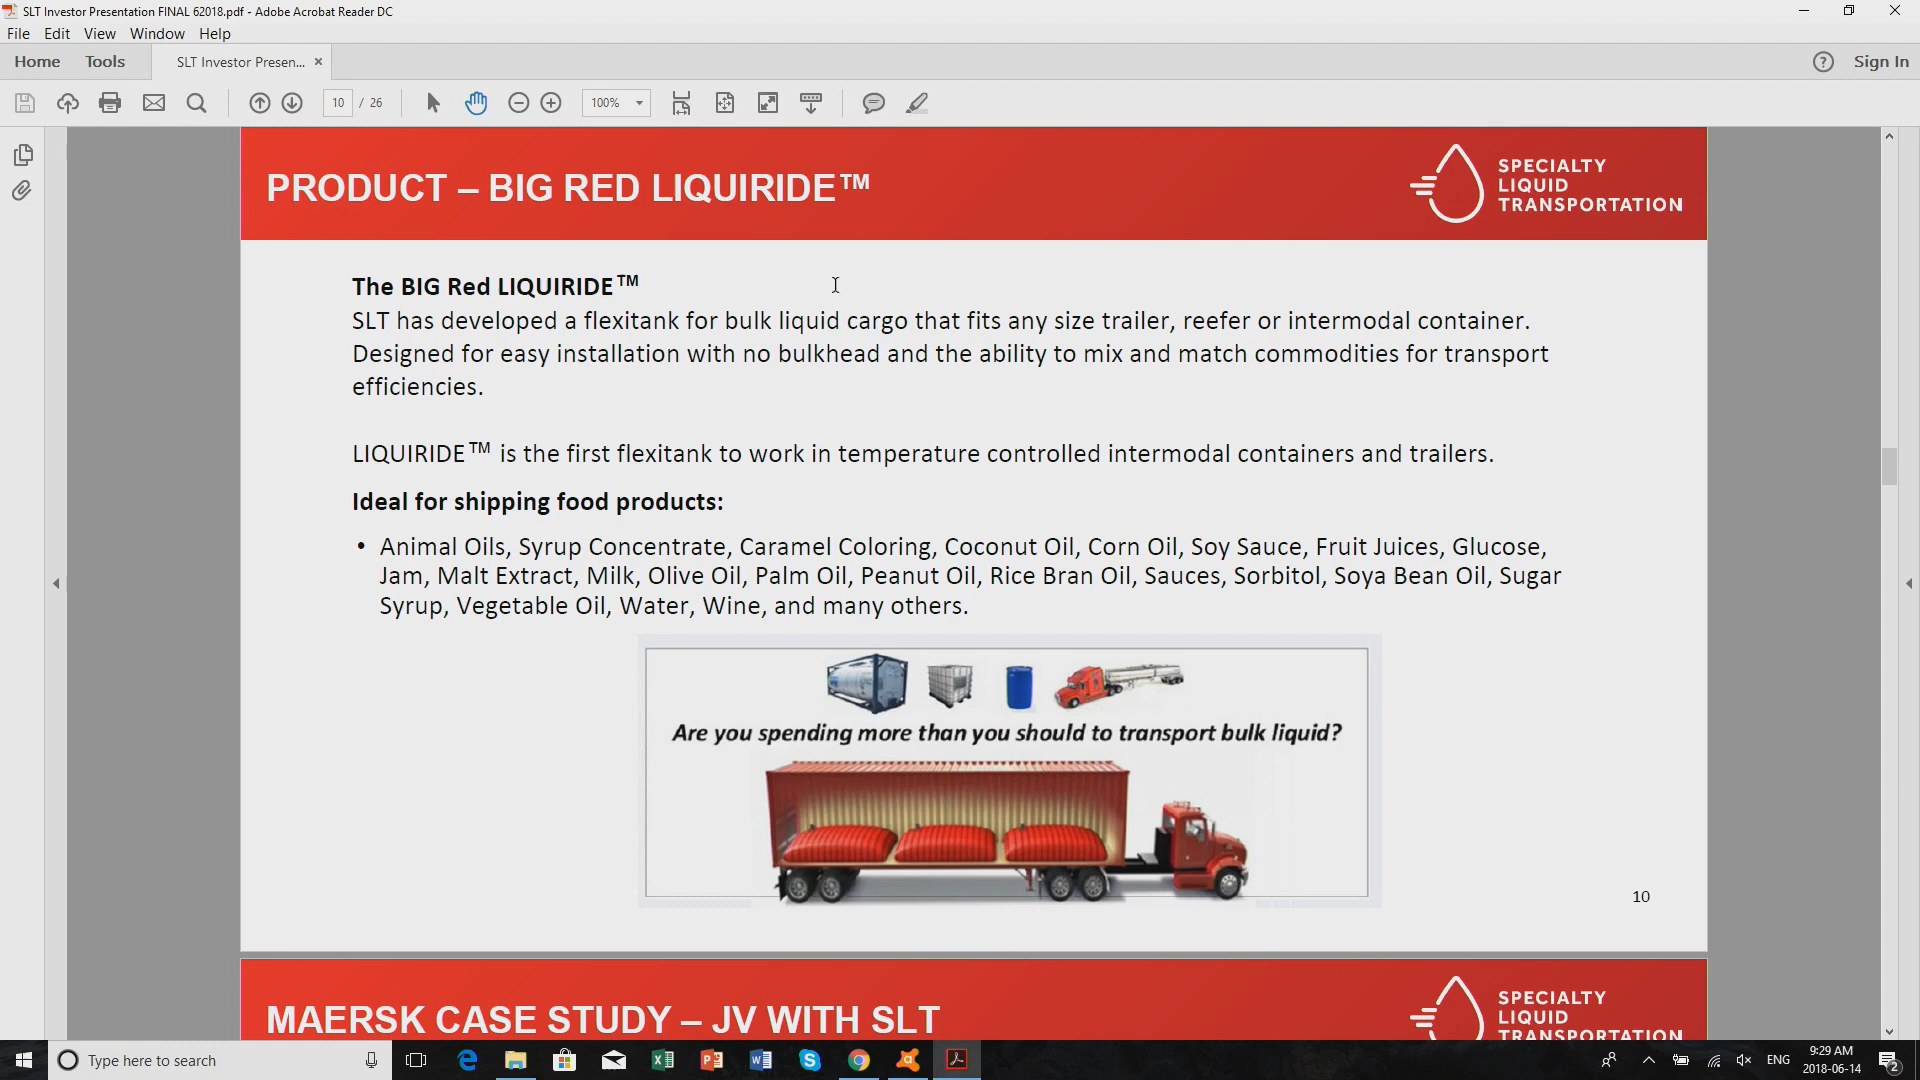 SLT Investor Presentation FINAL 62018.pdf - Adobe Acrobat Reader DC
File Edit View Window Help
Home Tools SLT Investor Presen... × ? Sign In
10 / 26 100%
PRODUCT – BIG RED LIQUIRIDE™
SPECIALTY
LIQUID
TRANSPORTATION
The BIG Red LIQUIRIDE™
SLT has developed a flexitank for bulk liquid cargo that fits any size trailer, reefer or intermodal container.
Designed for easy installation with no bulkhead and the ability to mix and match commodities for transport
efficiencies.
LIQUIRIDE™ is the first flexitank to work in temperature controlled intermodal containers and trailers.
Ideal for shipping food products:
• Animal Oils, Syrup Concentrate, Caramel Coloring, Coconut Oil, Corn Oil, Soy Sauce, Fruit Juices, Glucose,
Jam, Malt Extract, Milk, Olive Oil, Palm Oil, Peanut Oil, Rice Bran Oil, Sauces, Sorbitol, Soya Bean Oil, Sugar
Syrup, Vegetable Oil, Water, Wine, and many others.
Are you spending more than you should to transport bulk liquid?
10
MAERSK CASE STUDY – JV WITH SLT
SPECIALTY
LIQUID
TRANSPORTATION
Type here to search
ENG
9:29 AM
2018-06-14
2